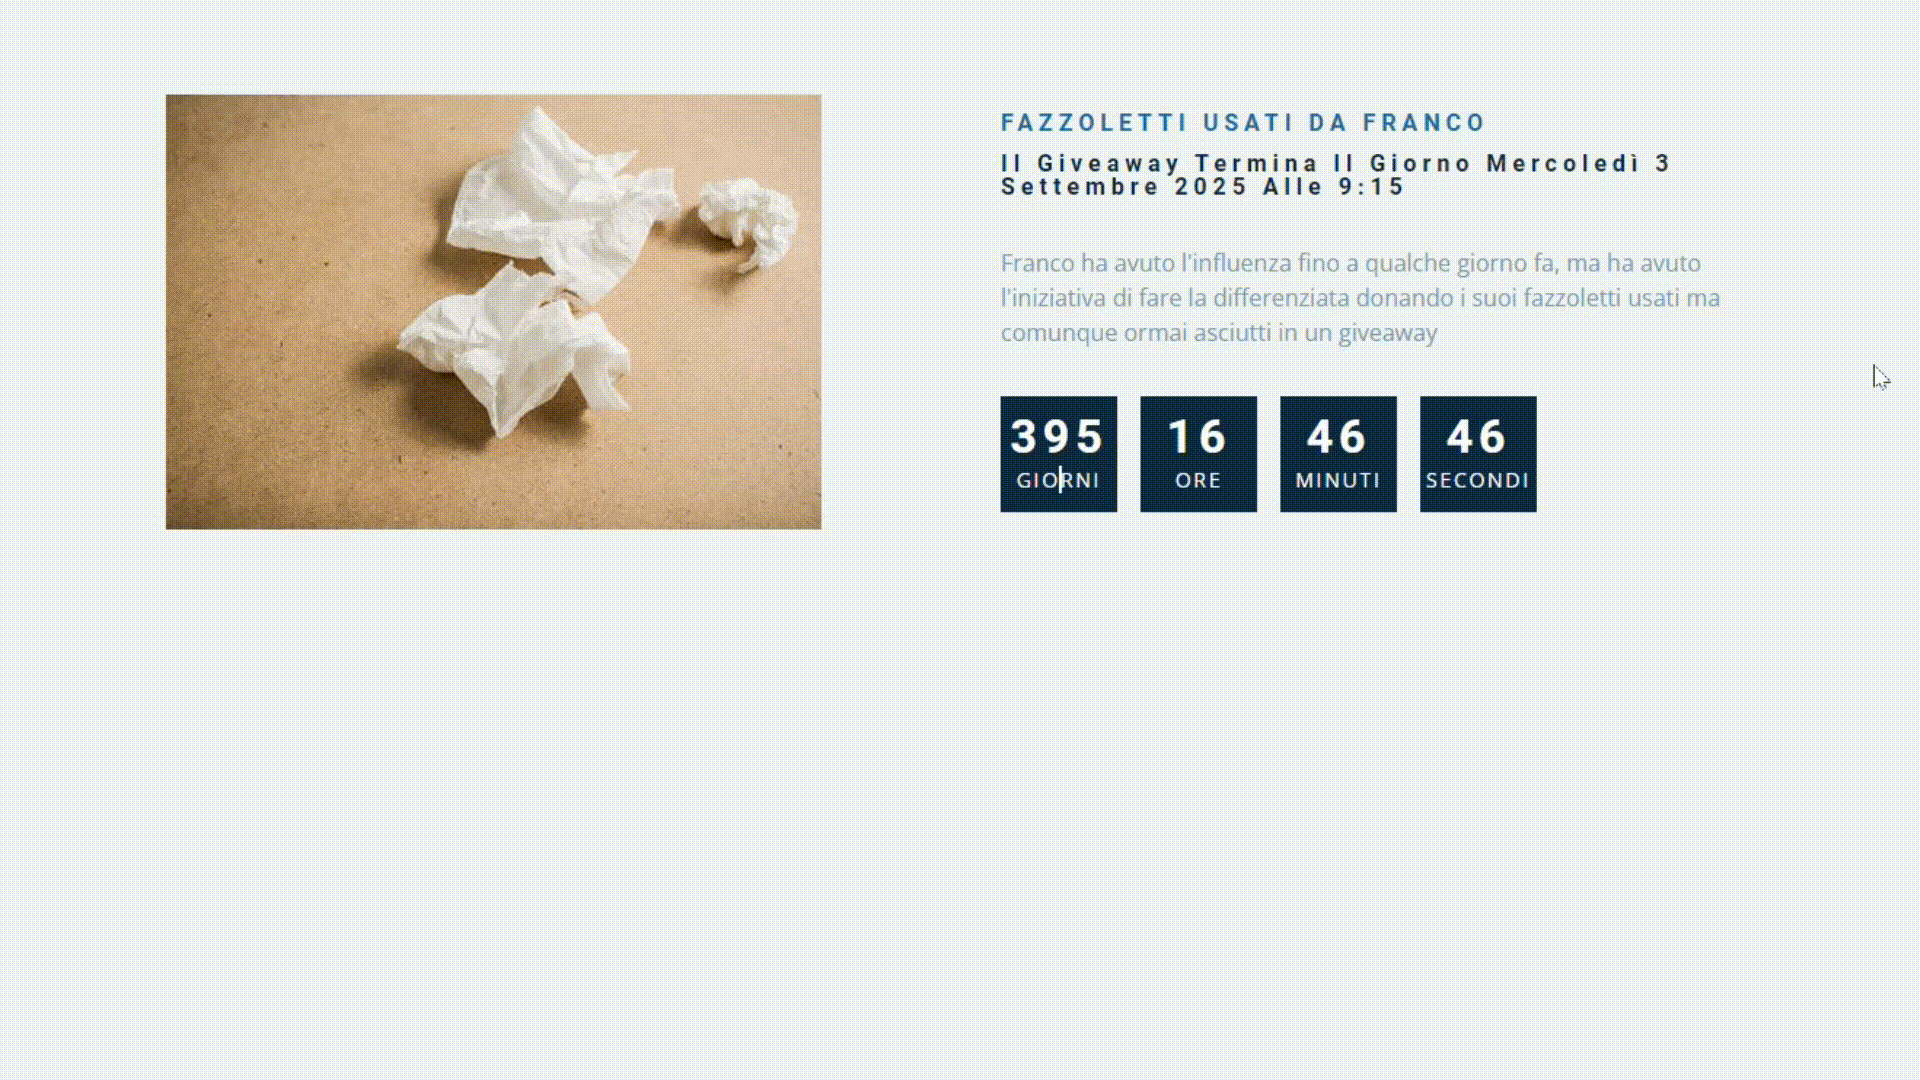 FAZZOLETTI USATI DA FRANCO
Il Giveaway Termina Il Giorno Mercoledì 3
Settembre 2025 Alle 9:15
Franco ha avuto l'influenza fino a qualche giorno fa, ma ha avuto
l'iniziativa di fare la differenziata donando i suoi fazzoletti usati ma
comunque ormai asciutti in un giveaway
395 16 46 46
GIORNI ORE MINUTI SECONDI